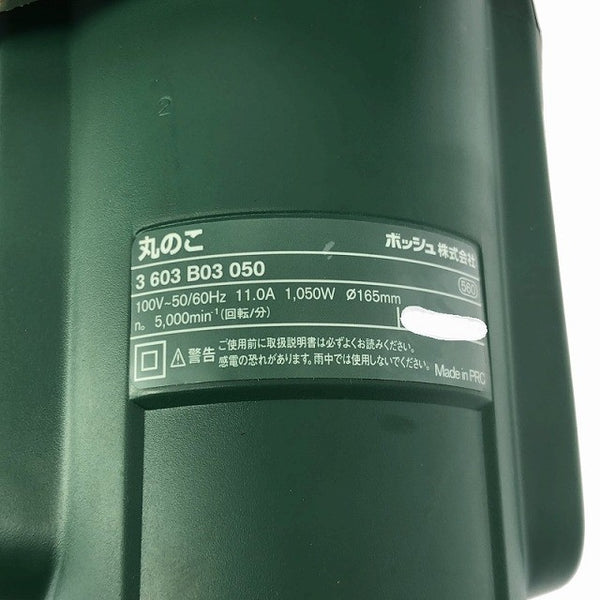 2
丸のこ ボッシュ株式会社
3 603 B03 050 560
100V~50/60Hz 11.0A 1,050W Ø165mm
n₀ 5,000min⁻¹(回転/分)
⚠警告 ご使用前に取扱説明書は必ずよくお読みください。
感電の恐れがあります。雨中では使用しないでください。 Made in PRC